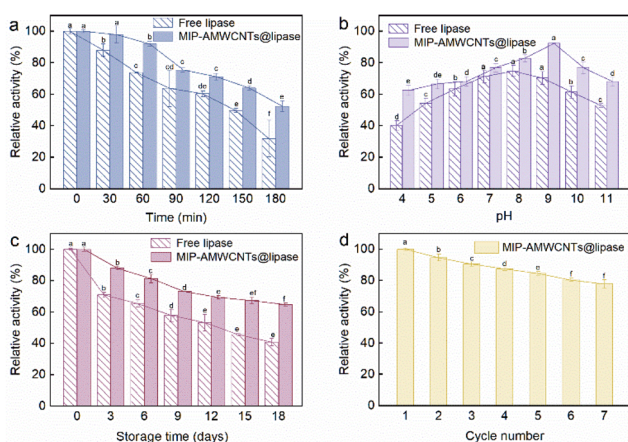 a
Free lipase
MIP-AMWCNTs@lipase
Relative activity (%)
100
80
60
40
20
0
a a b a c b cd c c e d f e
0 30 60 90 120 150 180
Time (min)
b
Free lipase
MIP-AMWCNTs@lipase
Relative activity (%)
100
80
60
40
20
0
d e c de b d a c a b a a b c c d
4 5 6 7 8 9 10 11
pH
c
Free lipase
MIP-AMWCNTs@lipase
Relative activity (%)
100
80
60
40
20
0
a a b b c c d d e ef f
0 3 6 9 12 15 18
Storage time (days)
d
MIP-AMWCNTs@lipase
Relative activity (%)
100
80
60
40
20
0
a b c d
1 2 3 4 5 6 7
Cycle number